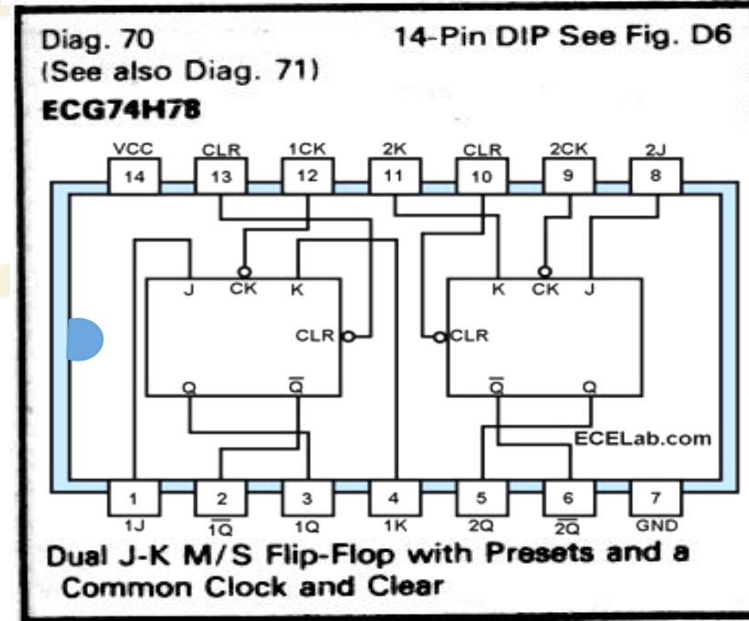 Diag. 70
14-Pin DIP See Fig. D6
(See also Diag. 71)
ECG74H78
VCC CLR 1CK 2K CLR 2CK 2J
14 13 12 11 10 9 8
J CK K
K CK J
CLR
CLR
Q Q̅
Q̅ Q
ECELab.com
1 2 3 4 5 6 7
1J 1Q̅ 1Q 1K 2Q 2Q̅ GND
Dual J-K M/S Flip-Flop with Presets and a
Common Clock and Clear